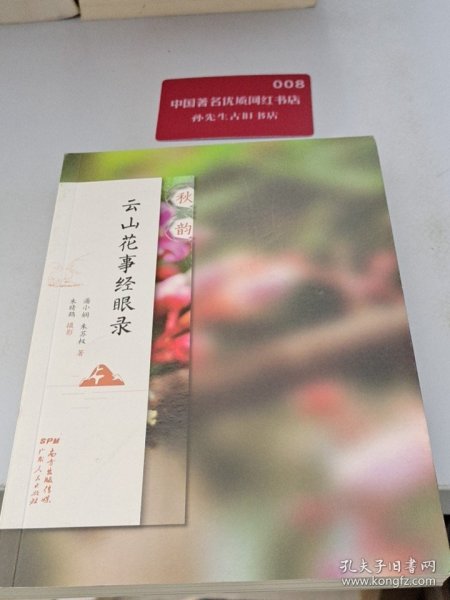 008
中国著名优质网红书店
孙先生古旧书店
秋韵
云山花事经眼录
潘小娴 朱苏权 著
摄影
SPM
南方出版传媒
广东人民出版社
孔夫子旧书网
www.kongfz.com